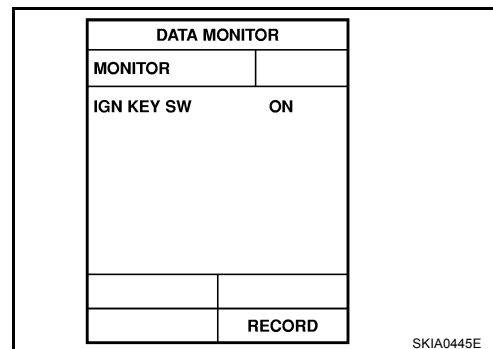 DATA MONITOR
MONITOR
IGN KEY SW ON
RECORD
SKIA0445E